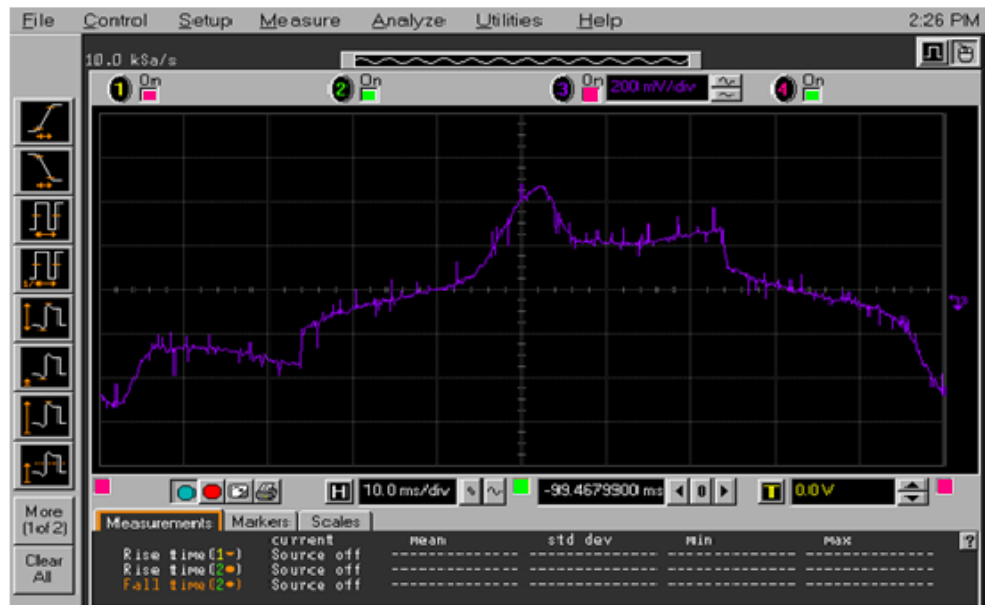 File Control Setup Measure Analyze Utilities Help 2:26 PM
10.0 kSa/s
1 On 2 On 3 On 200 mV/div 4 On
H 10.0 ms/div -99.4679900 ms 0 T 0.0 V
More
(1of 2)
Clear
All
Measurements Markers Scales
current mean std dev min max
Rise time(1-) Source off ---------------- ---------------- ---------------- ----------------
Rise time(2 ) Source off ---------------- ---------------- ---------------- ----------------
Fall time(2 ) Source off ---------------- ---------------- ---------------- ----------------
?